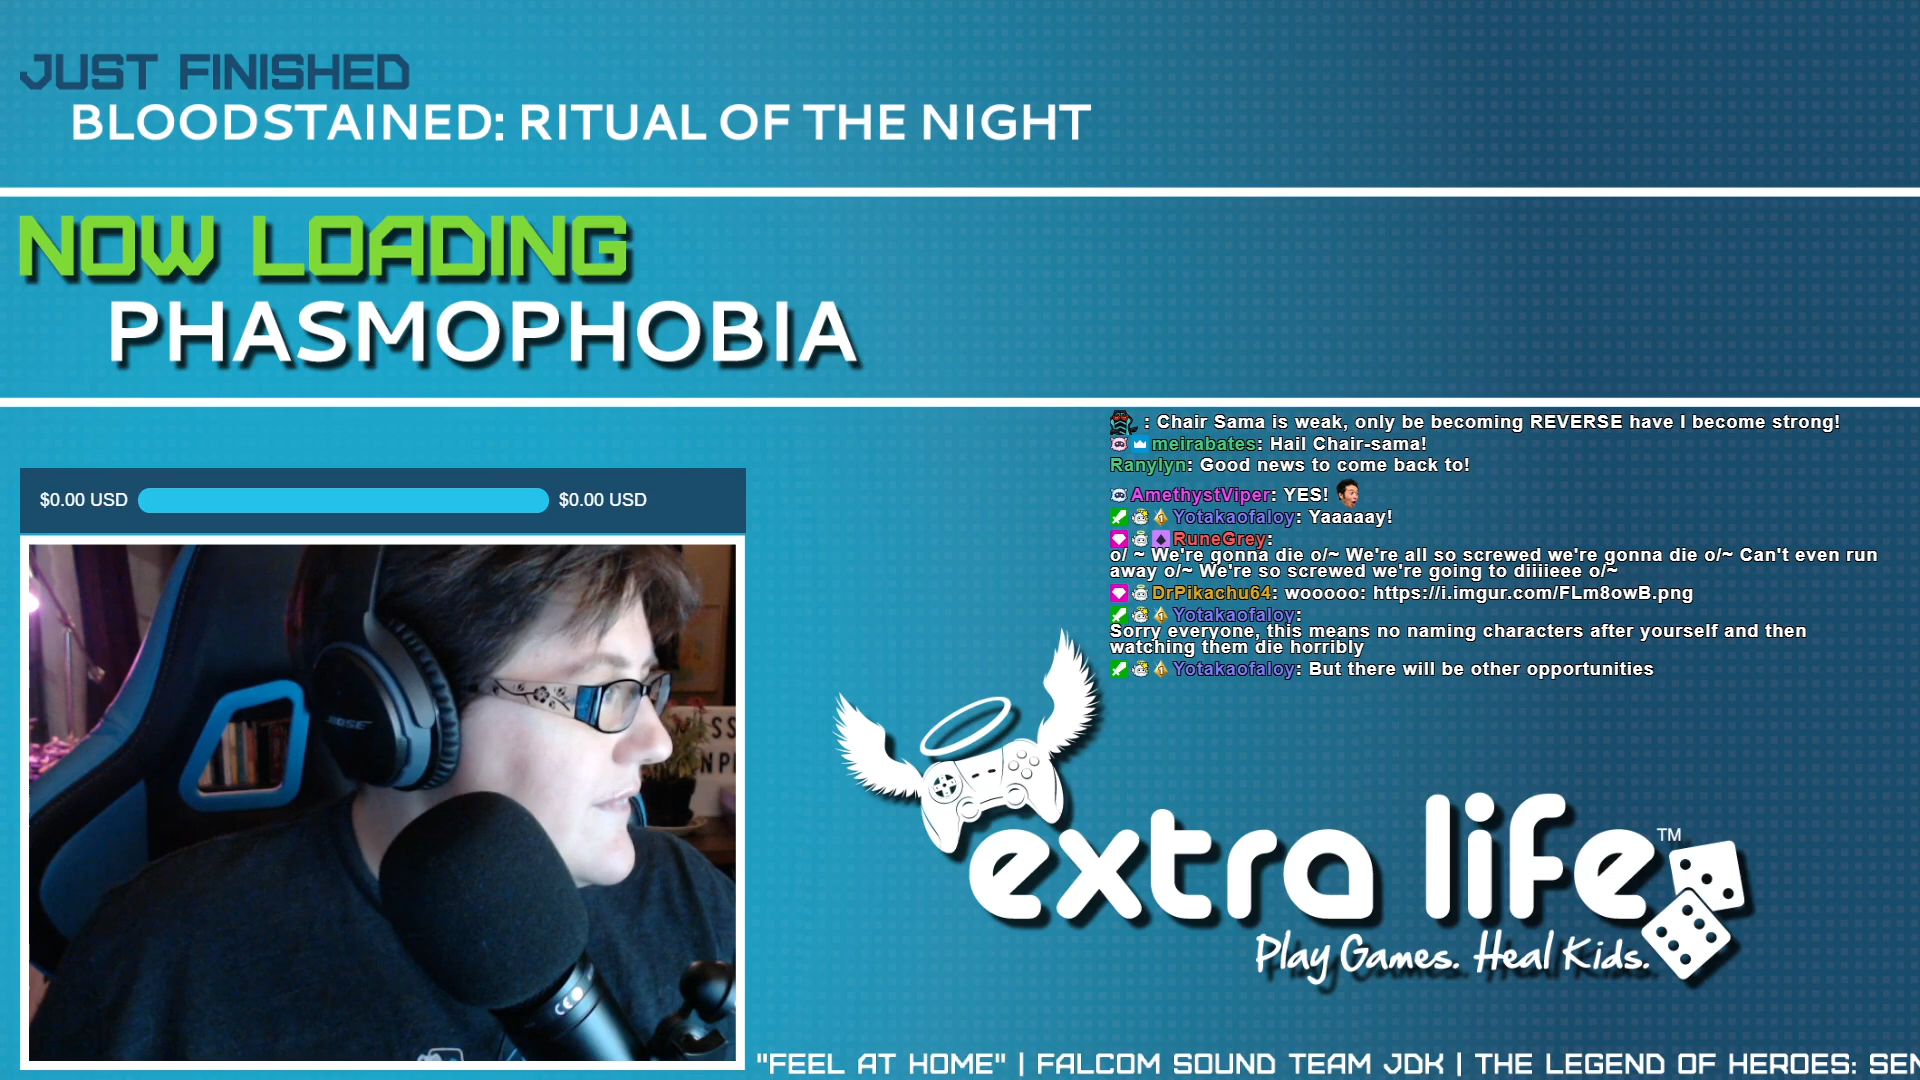 JUST FINISHED
BLOODSTAINED: RITUAL OF THE NIGHT
NOW LOADING
PHASMOPHOBIA
: Chair Sama is weak, only be becoming REVERSE have I become strong!
meirabates: Hail Chair-sama!
Ranylyn: Good news to come back to!
AmethystViper: YES!
Yotakaofaloy: Yaaaaay!
RuneGrey:
o/ ~ We're gonna die o/~ We're all so screwed we're gonna die o/~ Can't even run
away o/~ We're so screwed we're going to diiiieee o/~
DrPikachu64: wooooo: https://i.imgur.com/FLm8owB.png
Yotakaofaloy:
Sorry everyone, this means no naming characters after yourself and then
watching them die horribly
Yotakaofaloy: But there will be other opportunities
$0.00 USD $0.00 USD
BOSE
extra life™
Play Games. Heal Kids.
"FEEL AT HOME" | FALCOM SOUND TEAM JDK | THE LEGEND OF HEROES: SEN